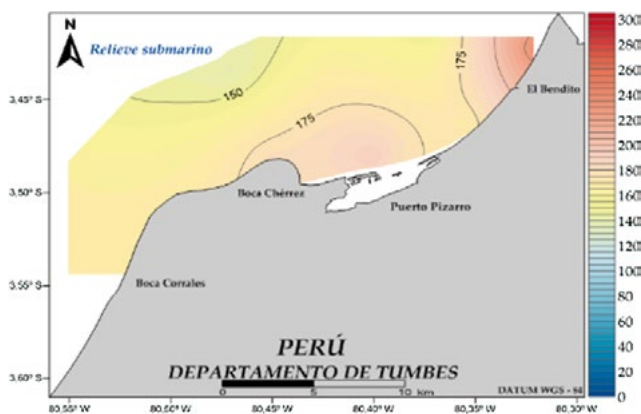 N
Relieve submarino
150
175
175
El Bendito
Boca Chérrez
Puerto Pizarro
Boca Corrales
PERÚ
DEPARTAMENTO DE TUMBES
0 5 10
km
DATUM WGS - 84
3,45° S
3,50° S
3,55° S
3,60° S
80,55° W
80,50° W
80,45° W
80,40° W
80,35° W
80,30° W
300
280
260
240
220
200
180
160
140
120
100
80
60
40
20
0